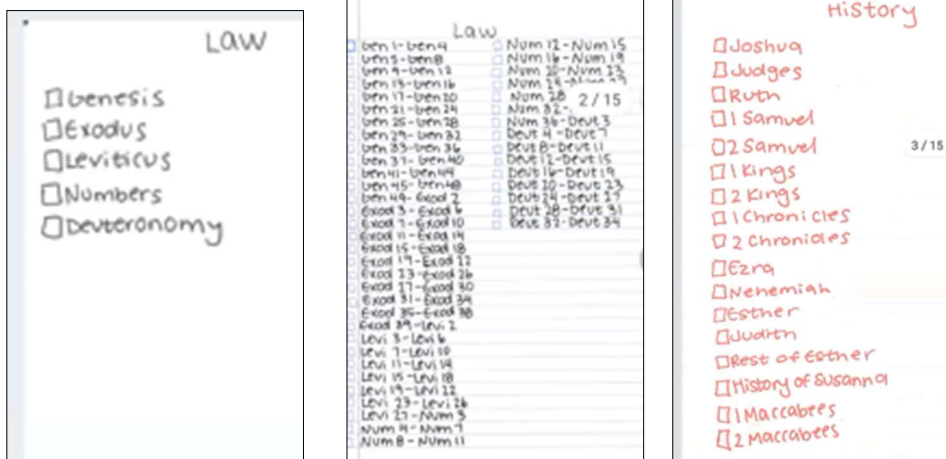 Law
Genesis
Exodus
Leviticus
Numbers
Deuteronomy
Law
Gen 1-Gen 4
Gen 5-Gen 8
Gen 9-Gen 12
Gen 13-Gen 16
Gen 17-Gen 20
Gen 21-Gen 24
Gen 25-Gen 28
Gen 29-Gen 32
Gen 33-Gen 36
Gen 37-Gen 40
Gen 41-Gen 44
Gen 45-Gen 48
Gen 49-Exod 2
Exod 3-Exod 6
Exod 7-Exod 10
Exod 11-Exod 14
Exod 15-Exod 18
Exod 19-Exod 22
Exod 23-Exod 26
Exod 27-Exod 30
Exod 31-Exod 34
Exod 35-Exod 38
Exod 39-Levi 2
Levi 3-Levi 6
Levi 7-Levi 10
Levi 11-Levi 14
Levi 15-Levi 18
Levi 19-Levi 22
Levi 23-Levi 26
Levi 27-Num 3
Num 4-Num 7
Num 8-Num 11
Num 12-Num 15
Num 16-Num 19
Num 20-Num 23
Num 24-Num 27
Num 28
Num 32-
Num 36-Deut 3
Deut 4-Deut 7
Deut 8-Deut 11
Deut 12-Deut 15
Deut 16-Deut 19
Deut 20-Deut 23
Deut 24-Deut 27
Deut 28-Deut 31
Deut 32-Deut 34
2/15
History
Joshua
Judges
Ruth
1 Samuel
2 Samuel
1 Kings
2 Kings
1 Chronicles
2 Chronicles
Ezra
Nehemiah
Esther
Judith
Rest of Esther
History of Susanna
1 Maccabees
2 Maccabees
3/15